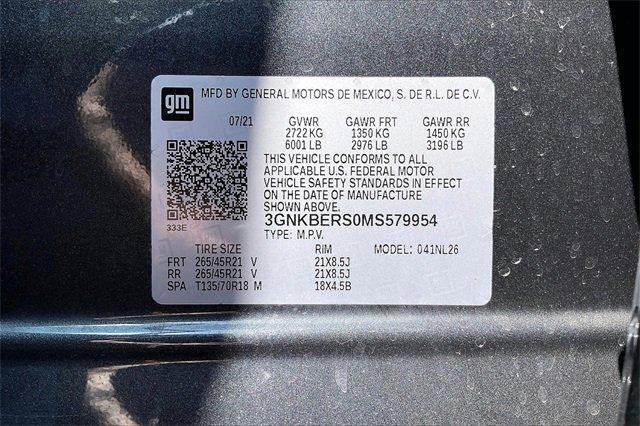 gm
MFD BY GENERAL MOTORS DE MEXICO, S. DE R.L. DE C.V.
07/21 GVWR GAWR FRT GAWR RR
2722 KG 1350 KG 1450 KG
6001 LB 2976 LB 3196 LB
THIS VEHICLE CONFORMS TO ALL
APPLICABLE U.S. FEDERAL MOTOR
VEHICLE SAFETY STANDARDS IN EFFECT
ON THE DATE OF MANUFACTURE
SHOWN ABOVE.
333E
3GNKBERS0MS579954
TYPE: M.P.V.
TIRE SIZE RIM MODEL: 041NL26
FRT 265/45R21 V 21X8.5J
RR 265/45R21 V 21X8.5J
SPA T135/70R18 M 18X4.5B